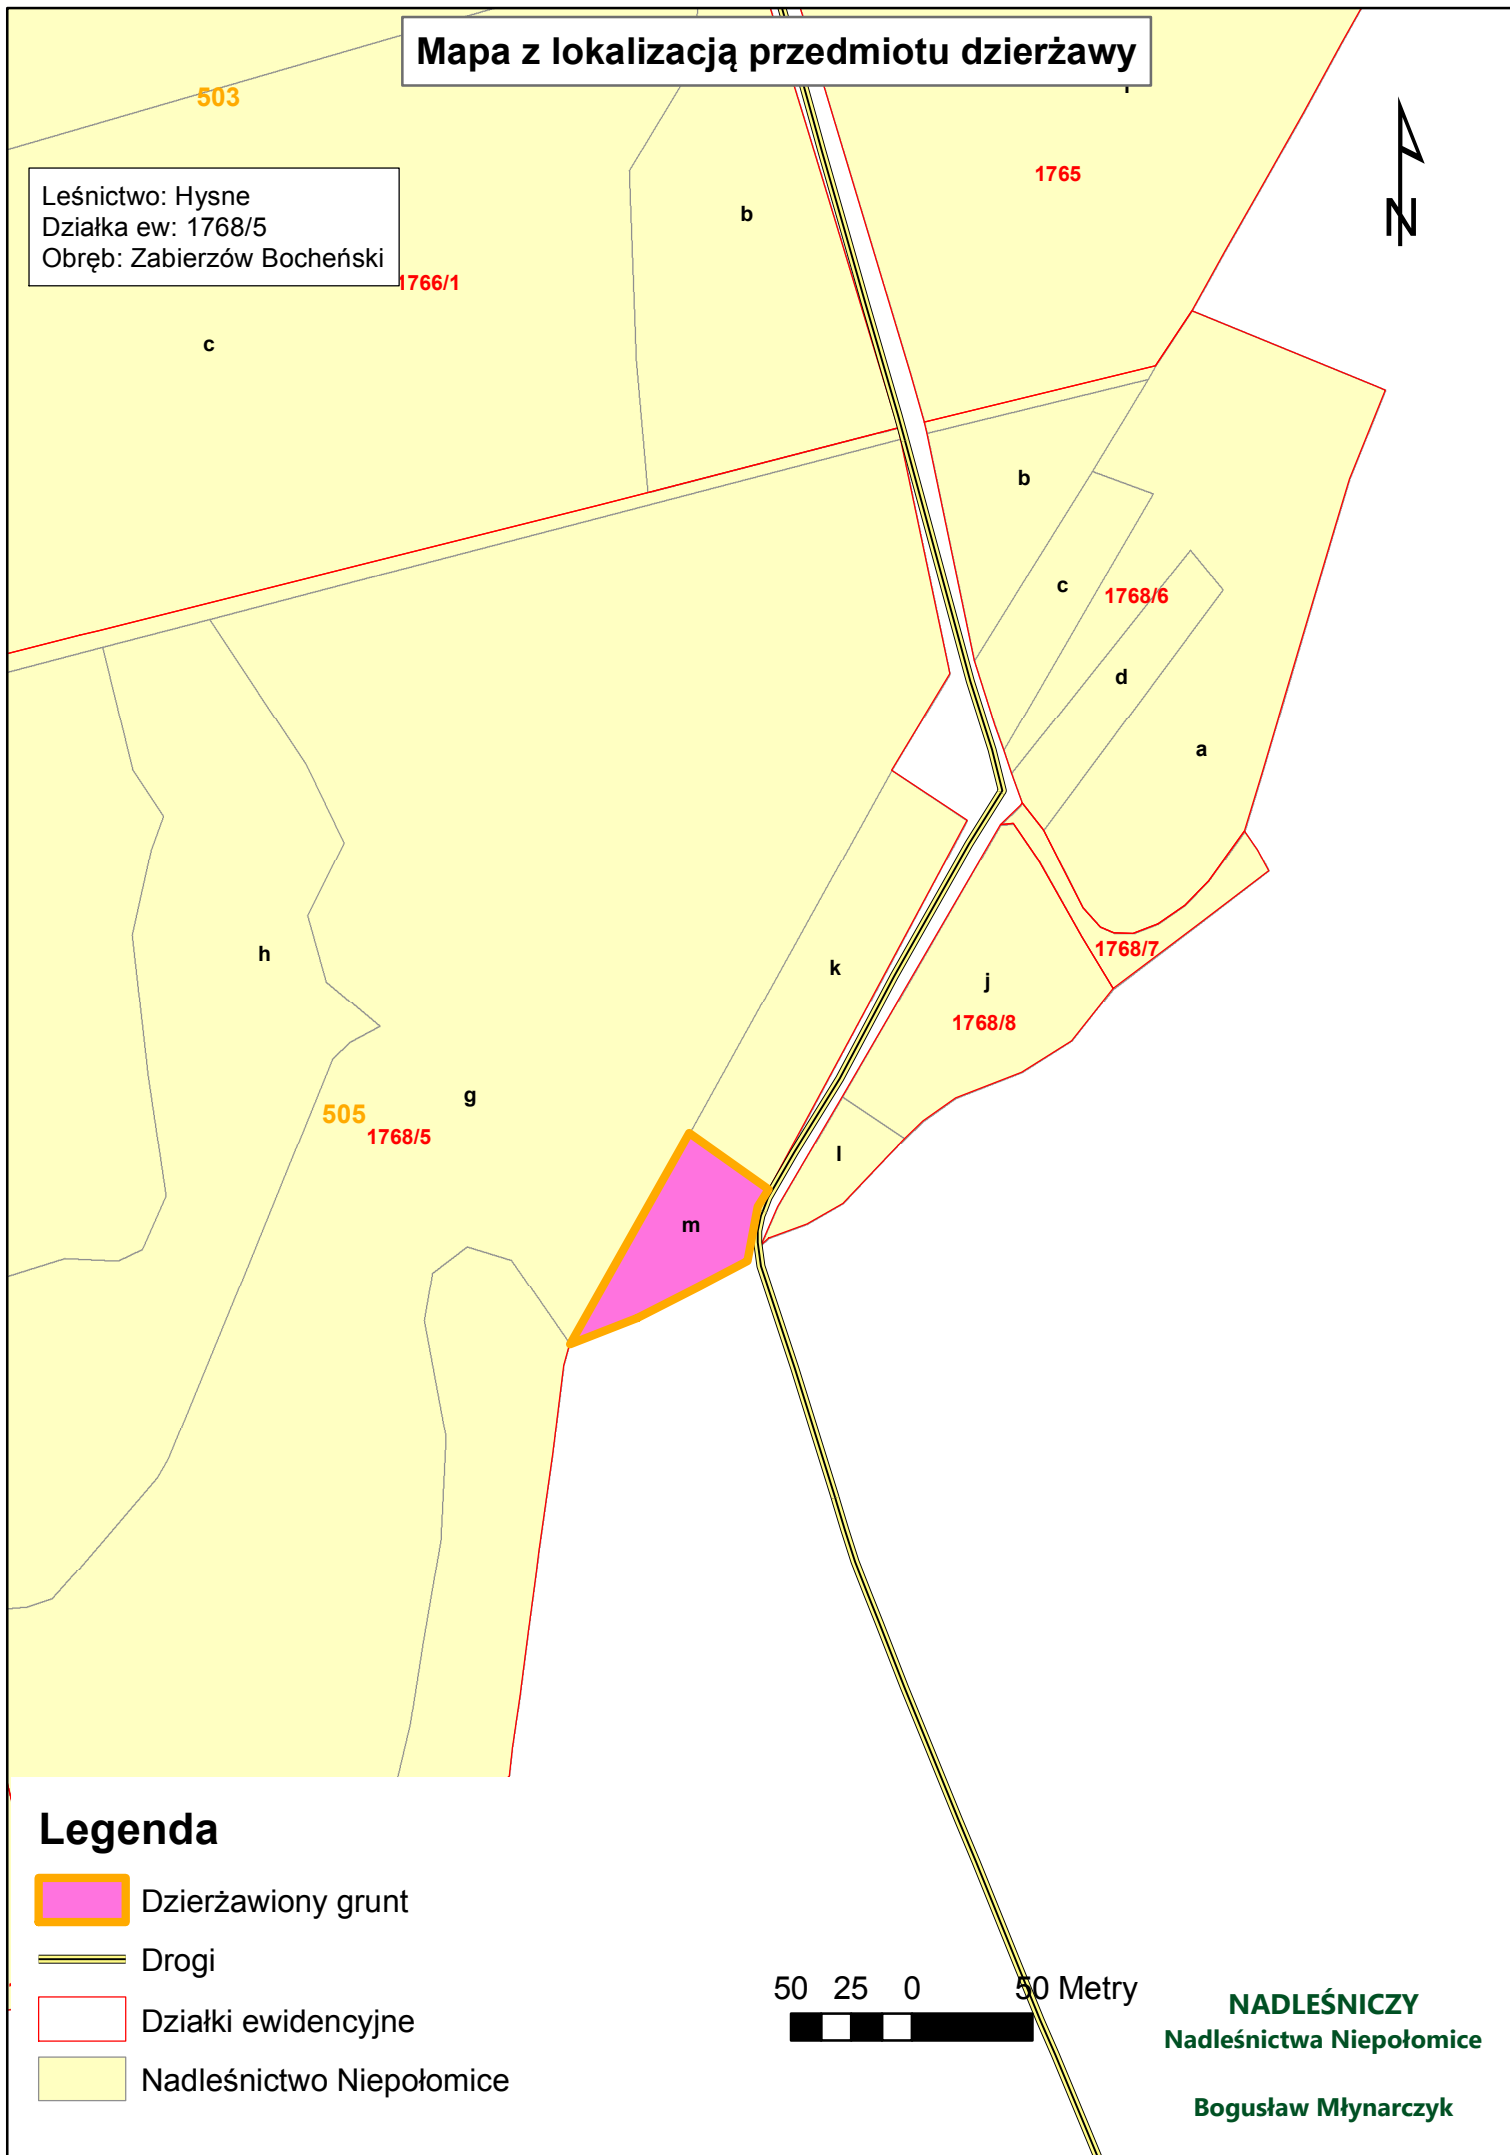 Mapa z lokalizacją przedmiotu dzierżawy
503
1765
Leśnictwo: Hysne
Działka ew: 1768/5
Obręb: Zabierzów Bocheński
b
1766/1
c
N
b
c
1768/6
d
a
h
k
1768/7
j
1768/8
g
505
1768/5
l
m
Legenda
Dzierżawiony grunt
Drogi
Działki ewidencyjne
Nadleśnictwo Niepołomice
50 25 0 50 Metry
NADLEŚNICZY
Nadleśnictwa Niepołomice
Bogusław Młynarczyk